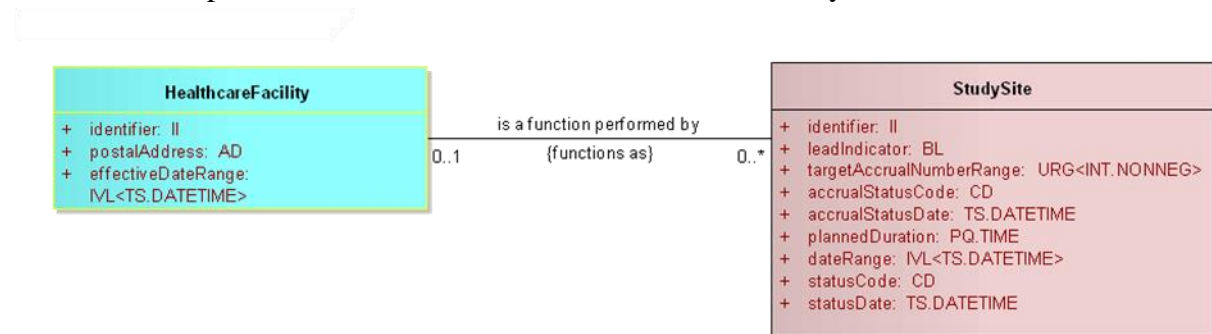 HealthcareFacility
+ identifier: II
+ postalAddress: AD
+ effectiveDateRange:
IVL<TS.DATETIME>
is a function performed by
{functions as}
0..1
0..*
StudySite
+ identifier: II
+ leadIndicator: BL
+ targetAccrualNumberRange: URG<INT.NONNEG>
+ accrualStatusCode: CD
+ accrualStatusDate: TS.DATETIME
+ plannedDuration: PQ.TIME
+ dateRange: IVL<TS.DATETIME>
+ statusCode: CD
+ statusDate: TS.DATETIME